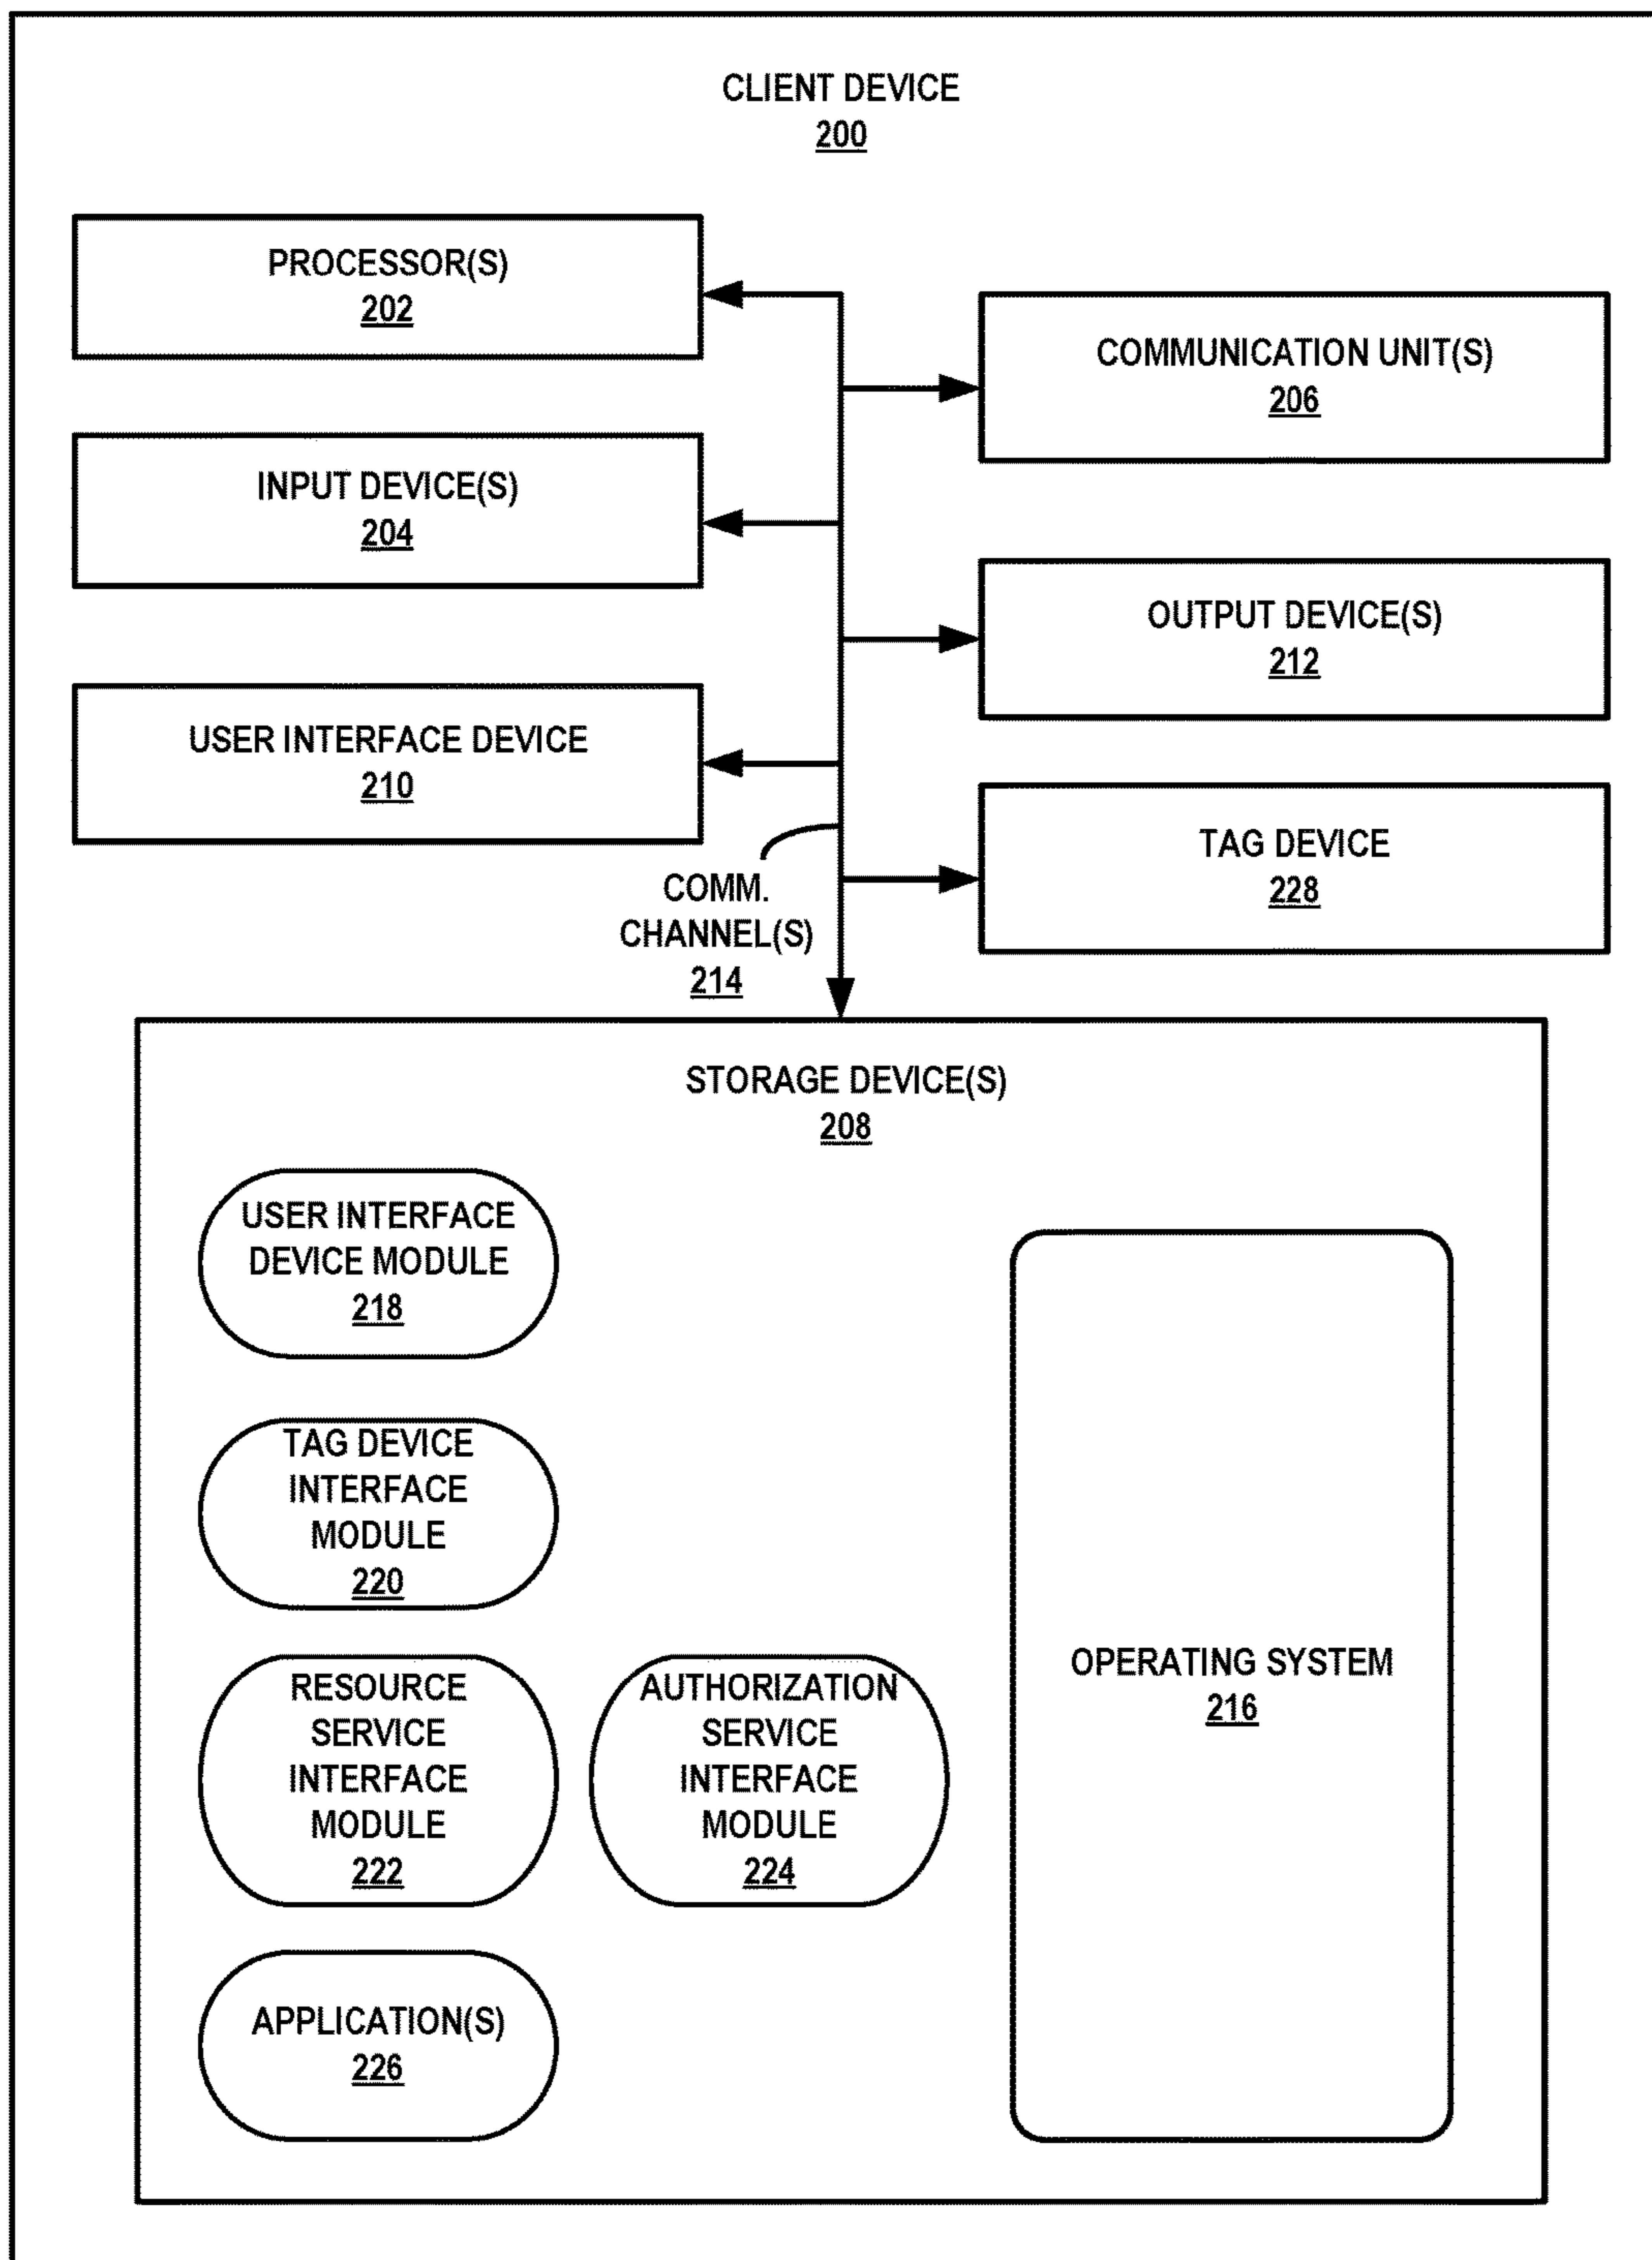 CLIENT DEVICE
200
PROCESSOR(S)
202
COMMUNICATION UNIT(S)
206
INPUT DEVICE(S)
204
OUTPUT DEVICE(S)
212
USER INTERFACE DEVICE
210
TAG DEVICE
228
COMM.
CHANNEL(S)
214
STORAGE DEVICE(S)
208
USER INTERFACE
DEVICE MODULE
218
TAG DEVICE
INTERFACE
MODULE
220
RESOURCE
SERVICE
INTERFACE
MODULE
222
AUTHORIZATION
SERVICE
INTERFACE
MODULE
224
APPLICATION(S)
226
OPERATING SYSTEM
216